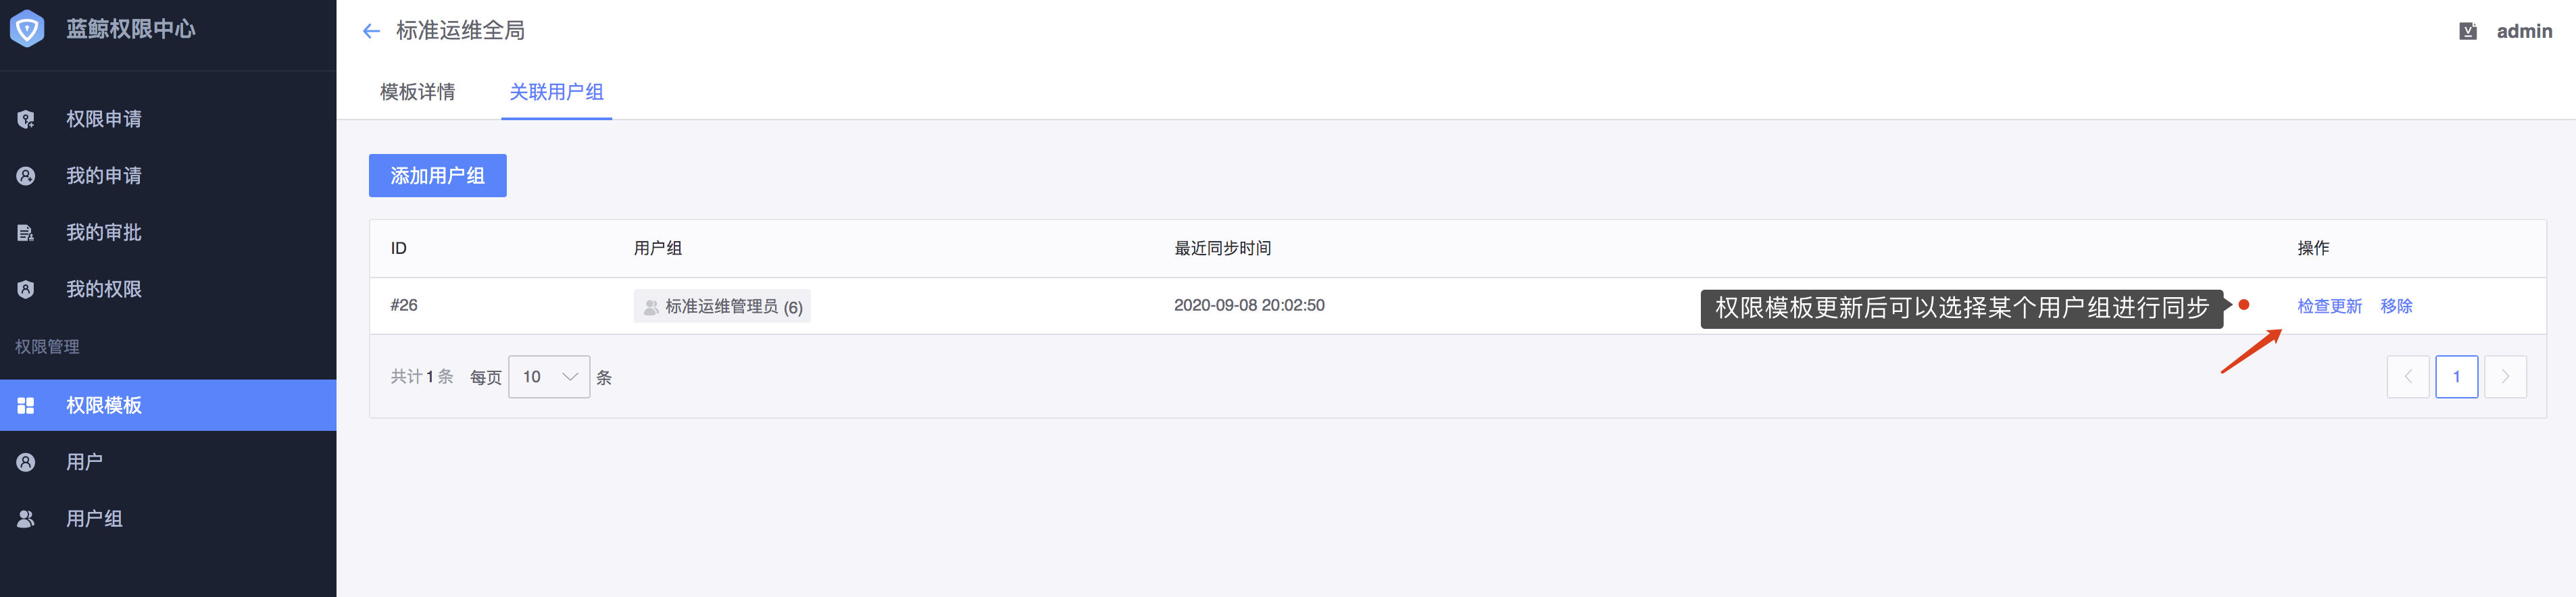 蓝鲸权限中心
权限申请
我的申请
我的审批
我的权限
权限管理
权限模板
用户
用户组
标准运维全局
admin
模板详情 关联用户组
添加用户组
ID 用户组 最近同步时间 操作
#26 标准运维管理员 (6) 2020-09-08 20:02:50 权限模板更新后可以选择某个用户组进行同步 检查更新 移除
共计1条 每页 10 条 1